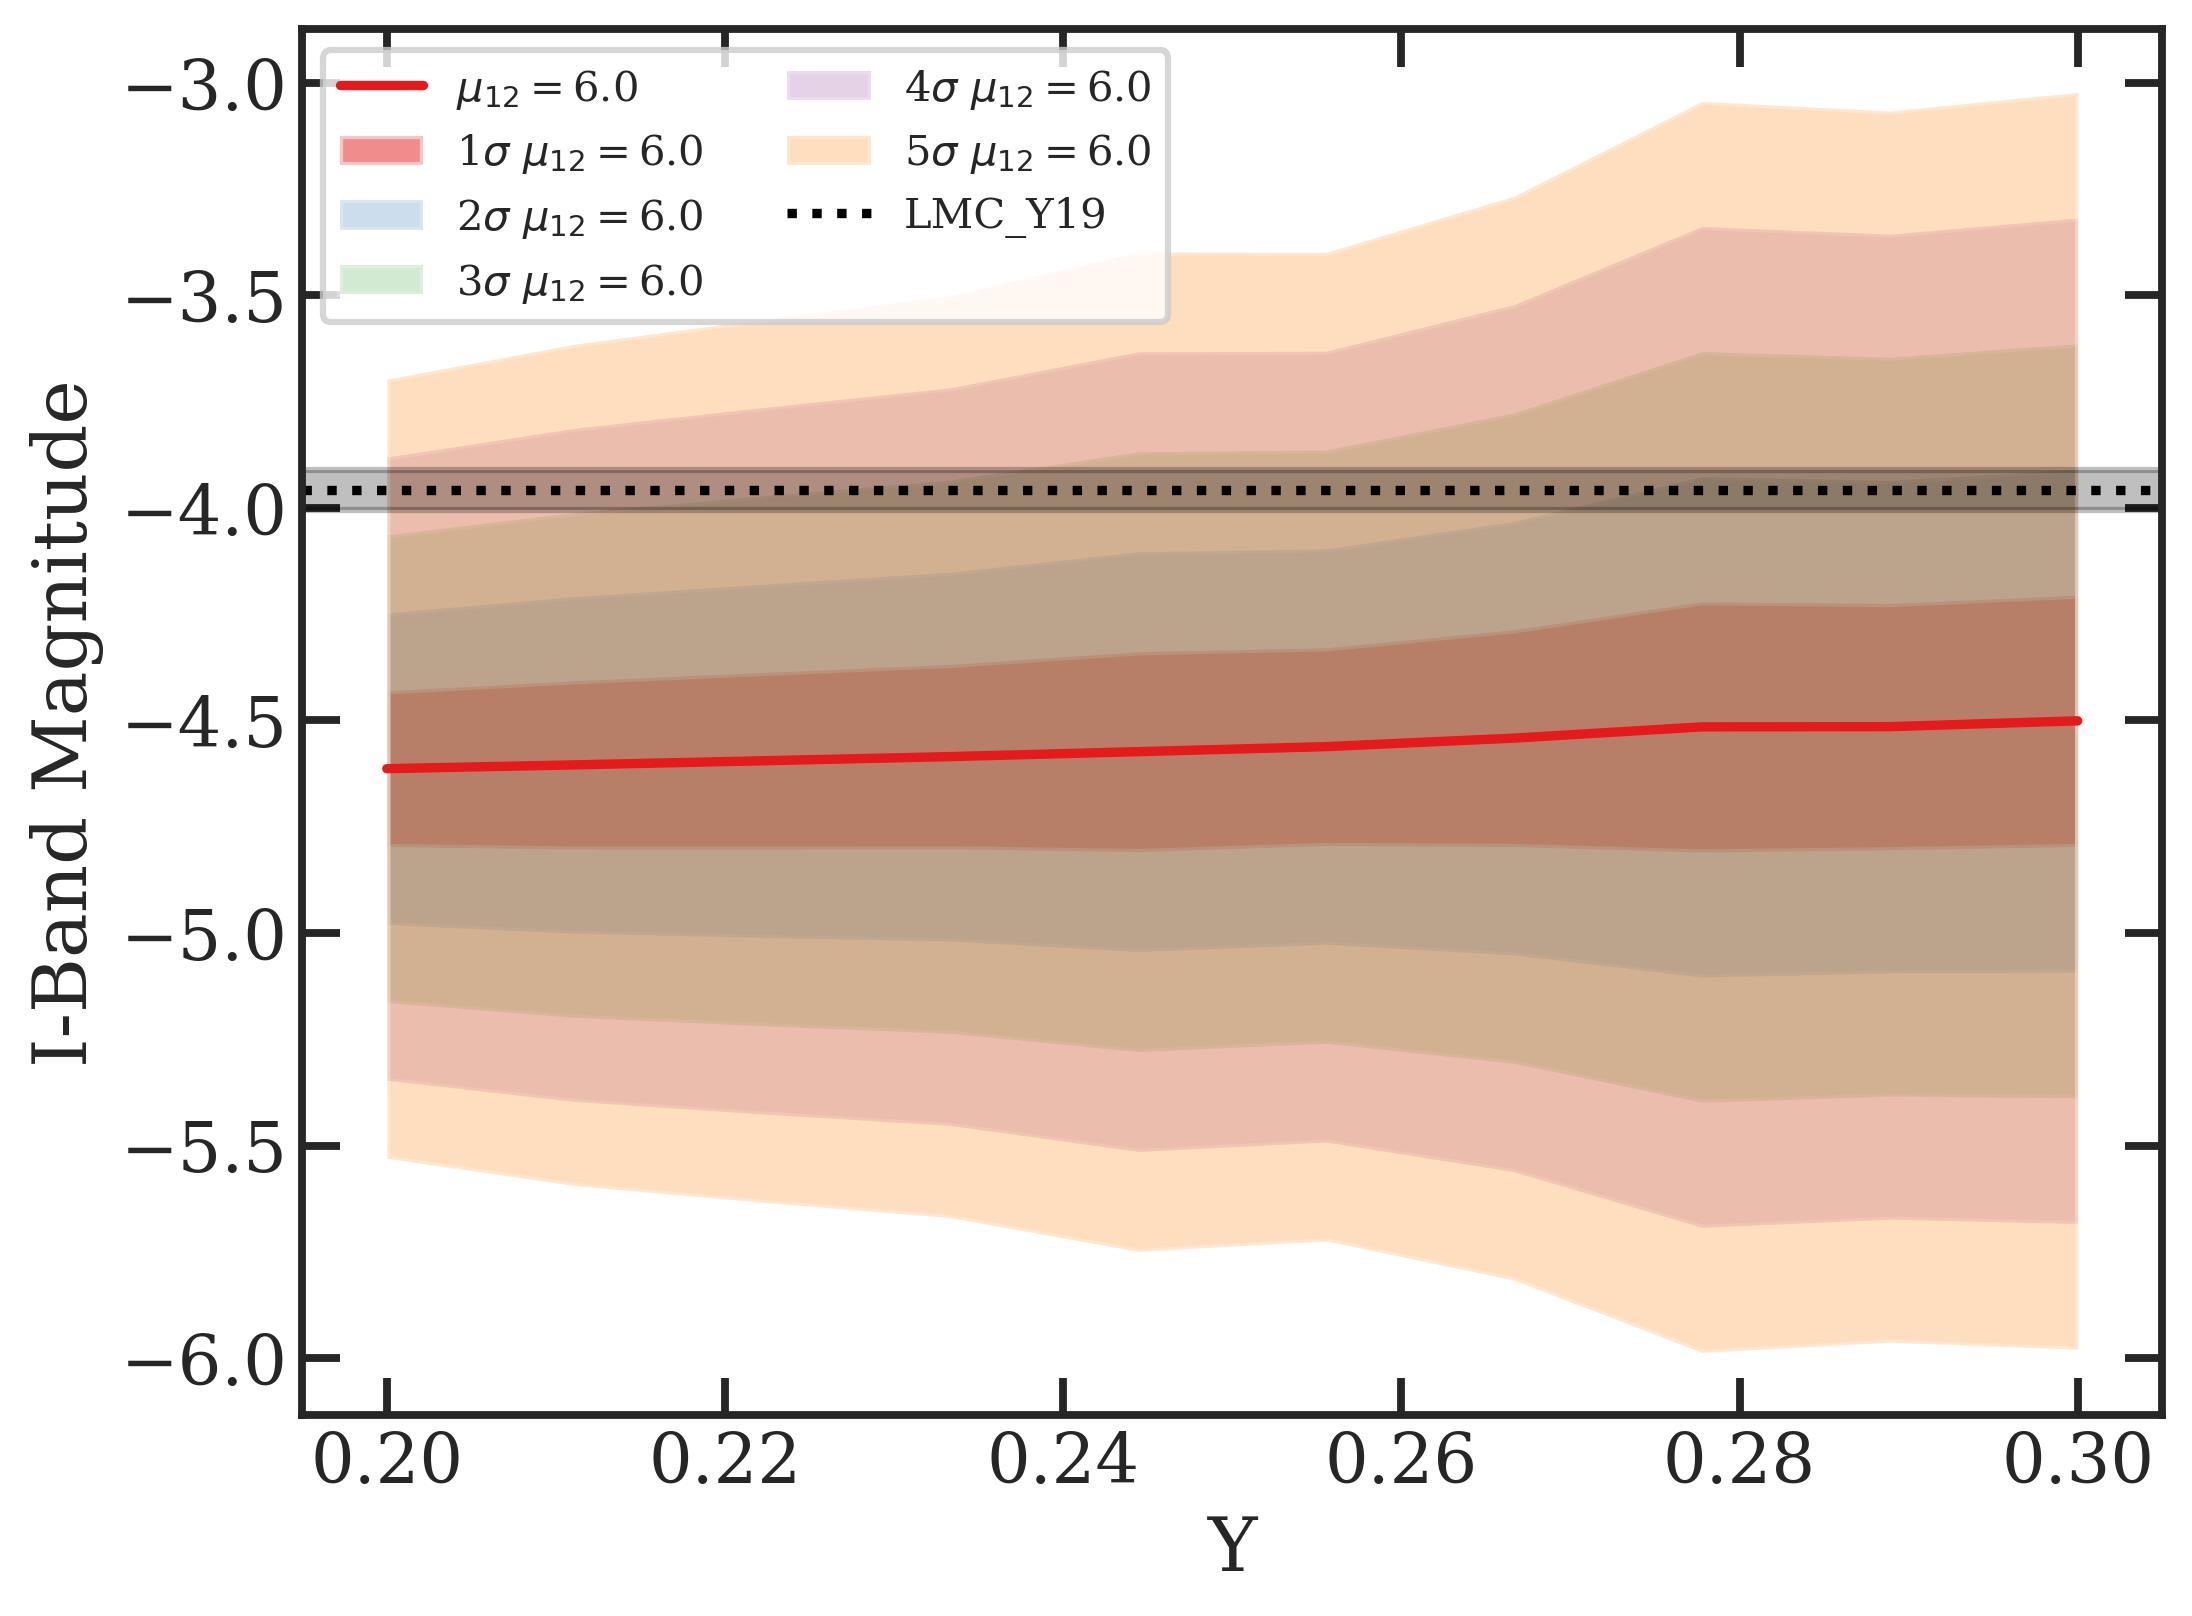 μ12 = 6.0
1σ μ12 = 6.0
2σ μ12 = 6.0
3σ μ12 = 6.0
4σ μ12 = 6.0
5σ μ12 = 6.0
LMC_Y19
I-Band Magnitude
−3.0
−3.5
−4.0
−4.5
−5.0
−5.5
−6.0
0.20 0.22 0.24 0.26 0.28 0.30
Y